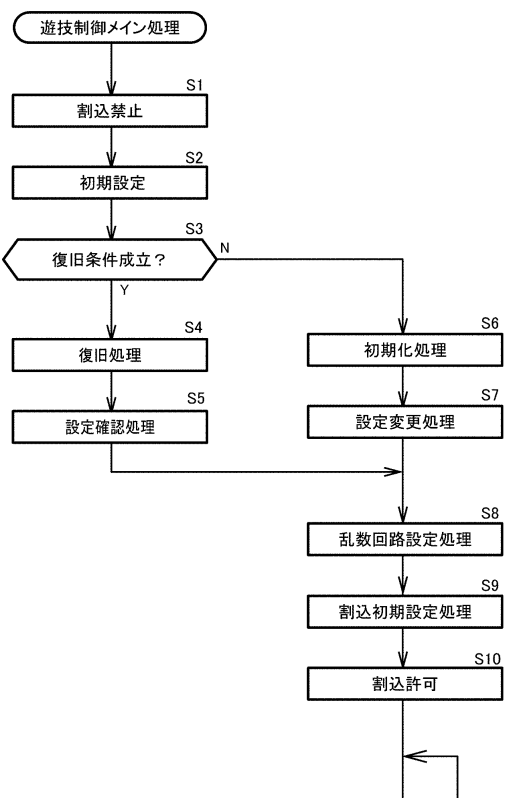 遊技制御メイン処理
S1
割込禁止
S2
初期設定
S3
復旧条件成立？
N
Y
S4
復旧処理
S5
設定確認処理
S6
初期化処理
S7
設定変更処理
S8
乱数回路設定処理
S9
割込初期設定処理
S10
割込許可